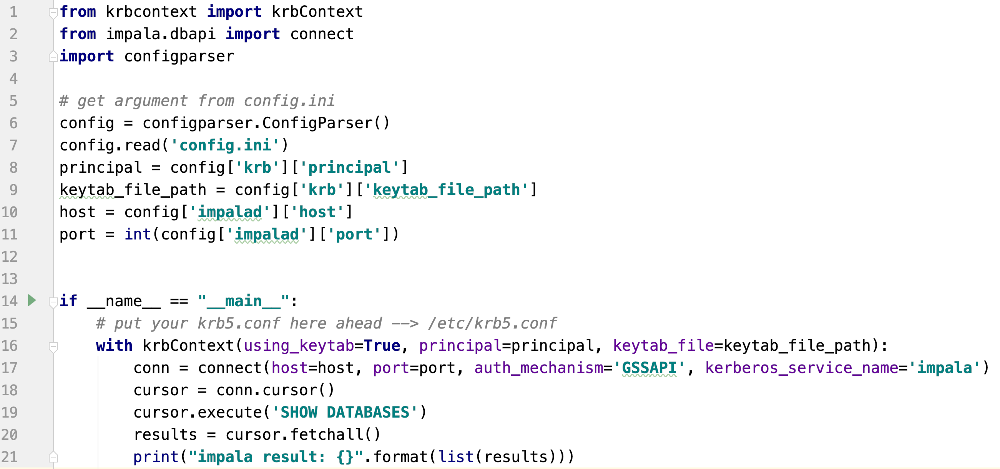 1 from krbcontext import krbContext
2 from impala.dbapi import connect
3 import configparser
4
5 # get argument from config.ini
6 config = configparser.ConfigParser()
7 config.read('config.ini')
8 principal = config['krb']['principal']
9 keytab_file_path = config['krb']['keytab_file_path']
10 host = config['impalad']['host']
11 port = int(config['impalad']['port'])
12
13
14 if __name__ == "__main__":
15     # put your krb5.conf here ahead --> /etc/krb5.conf
16     with krbContext(using_keytab=True, principal=principal, keytab_file=keytab_file_path):
17         conn = connect(host=host, port=port, auth_mechanism='GSSAPI', kerberos_service_name='impala')
18         cursor = conn.cursor()
19         cursor.execute('SHOW DATABASES')
20         results = cursor.fetchall()
21         print("impala result: {}".format(list(results)))